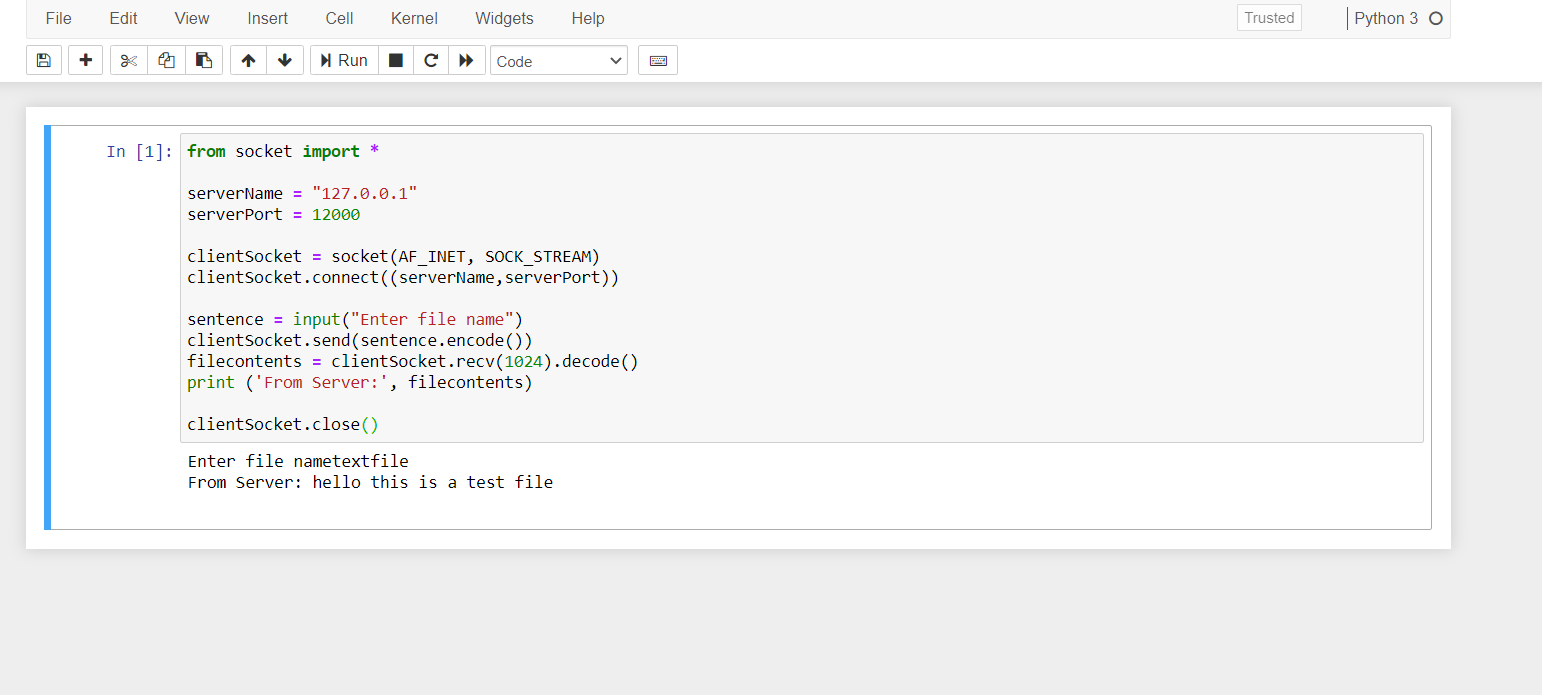 File Edit View Insert Cell Kernel Widgets Help Trusted Python 3
Run Code
In [1]: from socket import *
serverName = "127.0.0.1"
serverPort = 12000
clientSocket = socket(AF_INET, SOCK_STREAM)
clientSocket.connect((serverName,serverPort))
sentence = input("Enter file name")
clientSocket.send(sentence.encode())
filecontents = clientSocket.recv(1024).decode()
print ('From Server:', filecontents)
clientSocket.close()
Enter file nametextfile
From Server: hello this is a test file